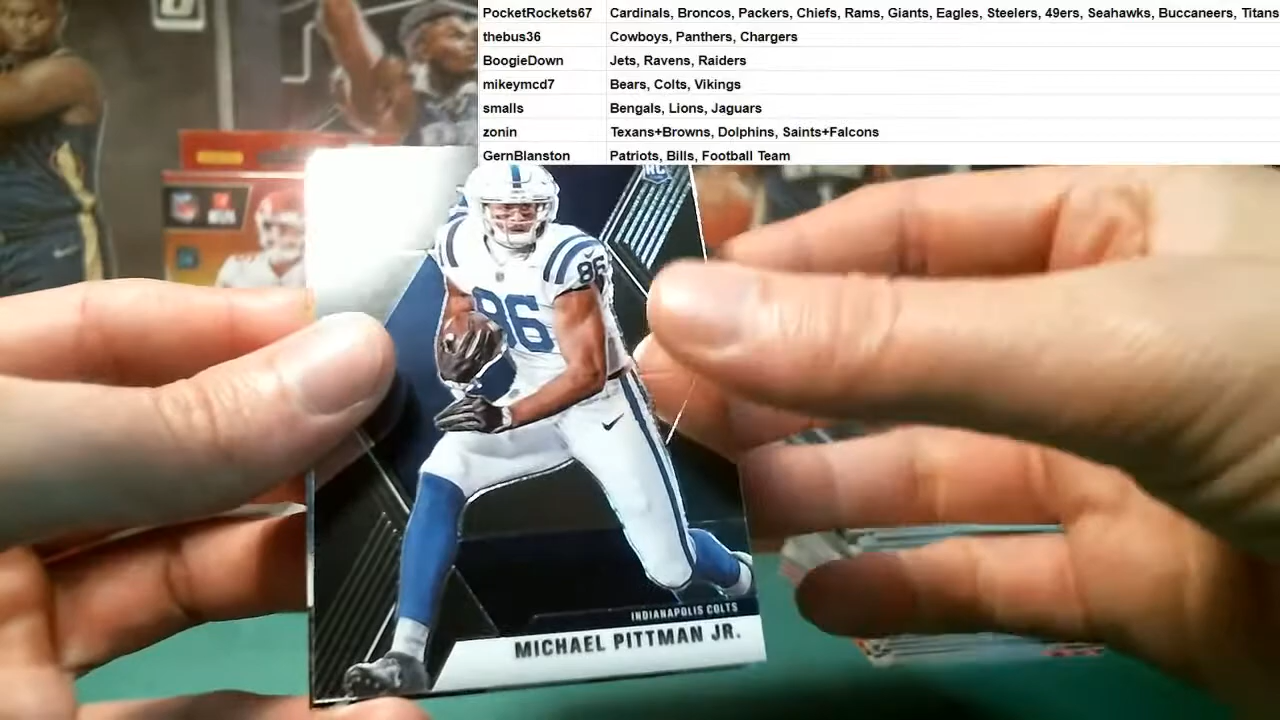 PocketRockets67 Cardinals, Broncos, Packers, Chiefs, Rams, Giants, Eagles, Steelers, 49ers, Seahawks, Buccaneers, Titans
thebus36 Cowboys, Panthers, Chargers
BoogieDown Jets, Ravens, Raiders
mikeymcd7 Bears, Colts, Vikings
smalls Bengals, Lions, Jaguars
zonin Texans+Browns, Dolphins, Saints+Falcons
GernBlanston Patriots, Bills, Football Team
RC
86
86
INDIANAPOLIS COLTS
MICHAEL PITTMAN JR.